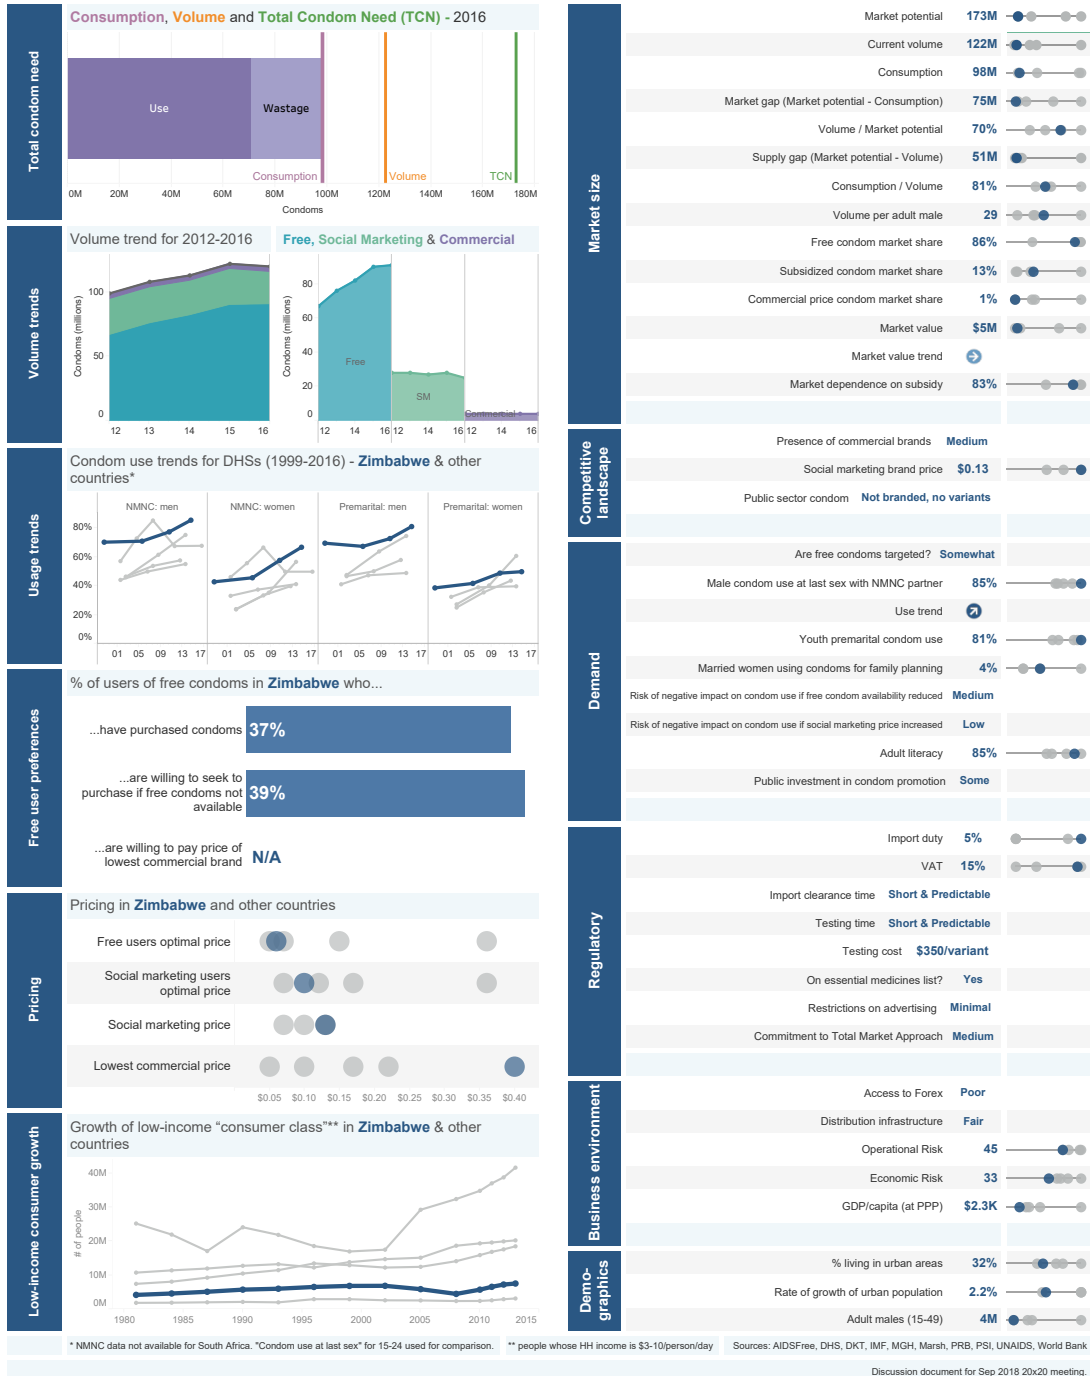 Total condom need
Consumption, Volume and Total Condom Need (TCN) - 2016
Use
Wastage
Consumption
Volume
TCN
0M 20M 40M 60M 80M 100M 120M 140M 160M 180M
Condoms
Volume trends
Volume trend for 2012-2016
Condoms (millions)
100
50
0
12 13 14 15 16
Free, Social Marketing & Commercial
Condoms (millions)
80
60
40
20
0
Free
SM
Commercial
12 14 16 12 14 16 12 14 16
Usage trends
Condom use trends for DHSs (1999-2016) - Zimbabwe & other
countries*
NMNC: men NMNC: women Premarital: men Premarital: women
80%
60%
40%
20%
0%
01 05 09 13 17 01 05 09 13 17 01 05 09 13 17 01 05 09 13 17
Free user preferences
% of users of free condoms in Zimbabwe who...
...have purchased condoms 37%
...are willing to seek to
purchase if free condoms not
available
39%
...are willing to pay price of
lowest commercial brand
N/A
Pricing
Pricing in Zimbabwe and other countries
Free users optimal price
Social marketing users
optimal price
Social marketing price
Lowest commercial price
$0.05 $0.10 $0.15 $0.20 $0.25 $0.30 $0.35 $0.40
Low-income consumer growth
Growth of low-income “consumer class”** in Zimbabwe & other
countries
# of people
40M
30M
20M
10M
0M
1980 1985 1990 1995 2000 2005 2010 2015
Market size
Market potential 173M
Current volume 122M
Consumption 98M
Market gap (Market potential - Consumption) 75M
Volume / Market potential 70%
Supply gap (Market potential - Volume) 51M
Consumption / Volume 81%
Volume per adult male 29
Free condom market share 86%
Subsidized condom market share 13%
Commercial price condom market share 1%
Market value $5M
Market value trend
Market dependence on subsidy 83%
Competitive
landscape
Presence of commercial brands Medium
Social marketing brand price $0.13
Public sector condom Not branded, no variants
Demand
Are free condoms targeted? Somewhat
Male condom use at last sex with NMNC partner 85%
Use trend
Youth premarital condom use 81%
Married women using condoms for family planning 4%
Risk of negative impact on condom use if free condom availability reduced Medium
Risk of negative impact on condom use if social marketing price increased Low
Adult literacy 85%
Public investment in condom promotion Some
Regulatory
Import duty 5%
VAT 15%
Import clearance time Short & Predictable
Testing time Short & Predictable
Testing cost $350/variant
On essential medicines list? Yes
Restrictions on advertising Minimal
Commitment to Total Market Approach Medium
Business environment
Access to Forex Poor
Distribution infrastructure Fair
Operational Risk 45
Economic Risk 33
GDP/capita (at PPP) $2.3K
Demo-
graphics
% living in urban areas 32%
Rate of growth of urban population 2.2%
Adult males (15-49) 4M
* NMNC data not available for South Africa. "Condom use at last sex" for 15-24 used for comparison.
** people whose HH income is $3-10/person/day
Sources: AIDSFree, DHS, DKT, IMF, MGH, Marsh, PRB, PSI, UNAIDS, World Bank
Discussion document for Sep 2018 20x20 meeting.